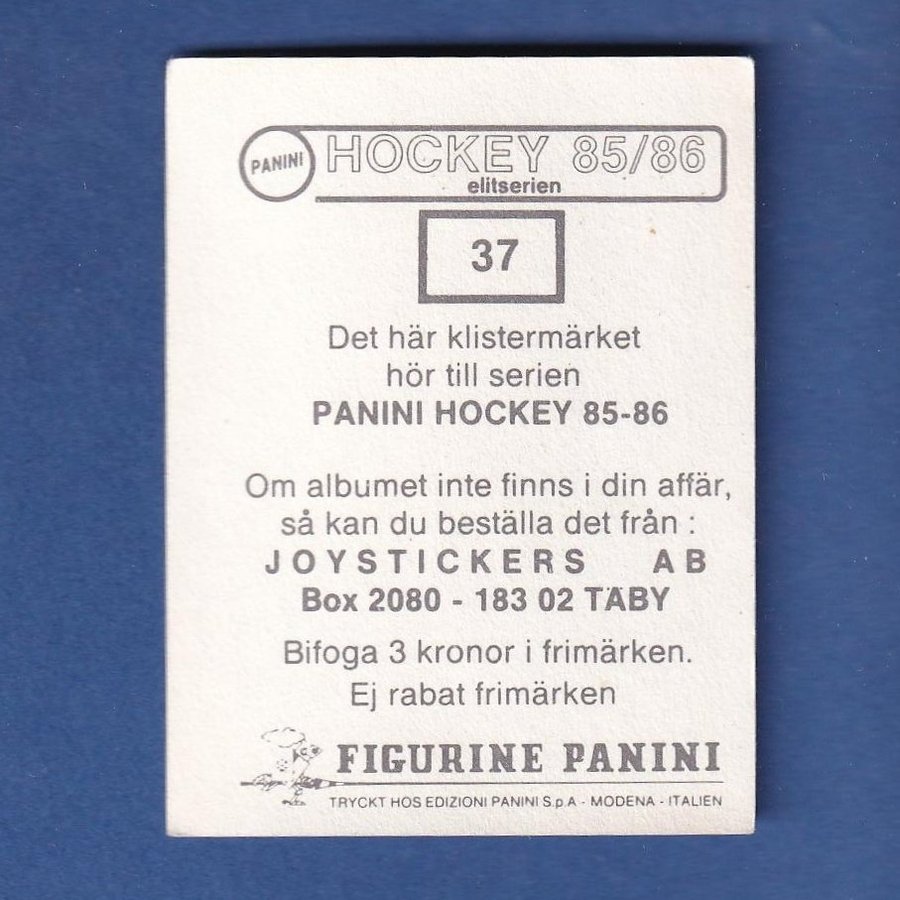 PANINI HOCKEY 85/86
elitserien
37
Det här klistermärket
hör till serien
PANINI HOCKEY 85-86
Om albumet inte finns i din affär,
så kan du beställa det från :
JOYSTICKERS AB
Box 2080 - 183 02 TABY
Bifoga 3 kronor i frimärken.
Ej rabat frimärken
FIGURINE PANINI
TRYCKT HOS EDIZIONI PANINI S.p.A - MODENA - ITALIEN